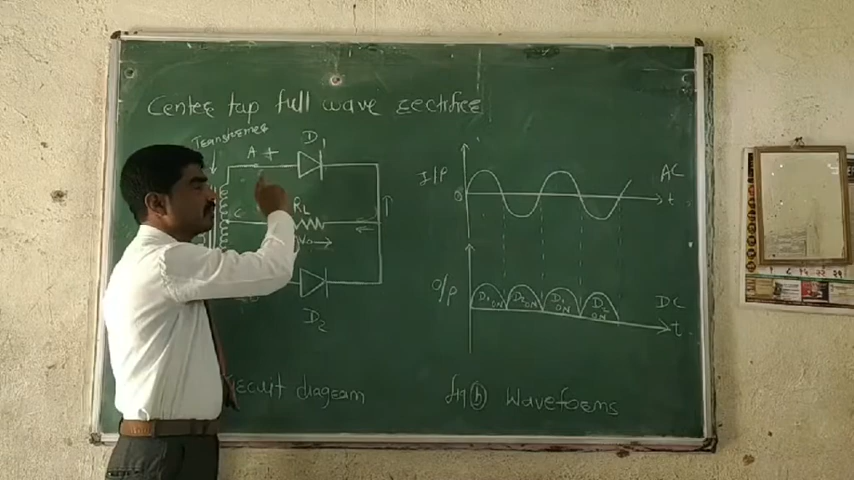 Center tap full wave rectifier
Transformer
A +
D1
I/P
AC
0
t
C
RL
Vo
O/P
D1 ON
D2 ON
D1 ON
D2 ON
DC
t
D2
circuit diagram
fig (b) Waveforms